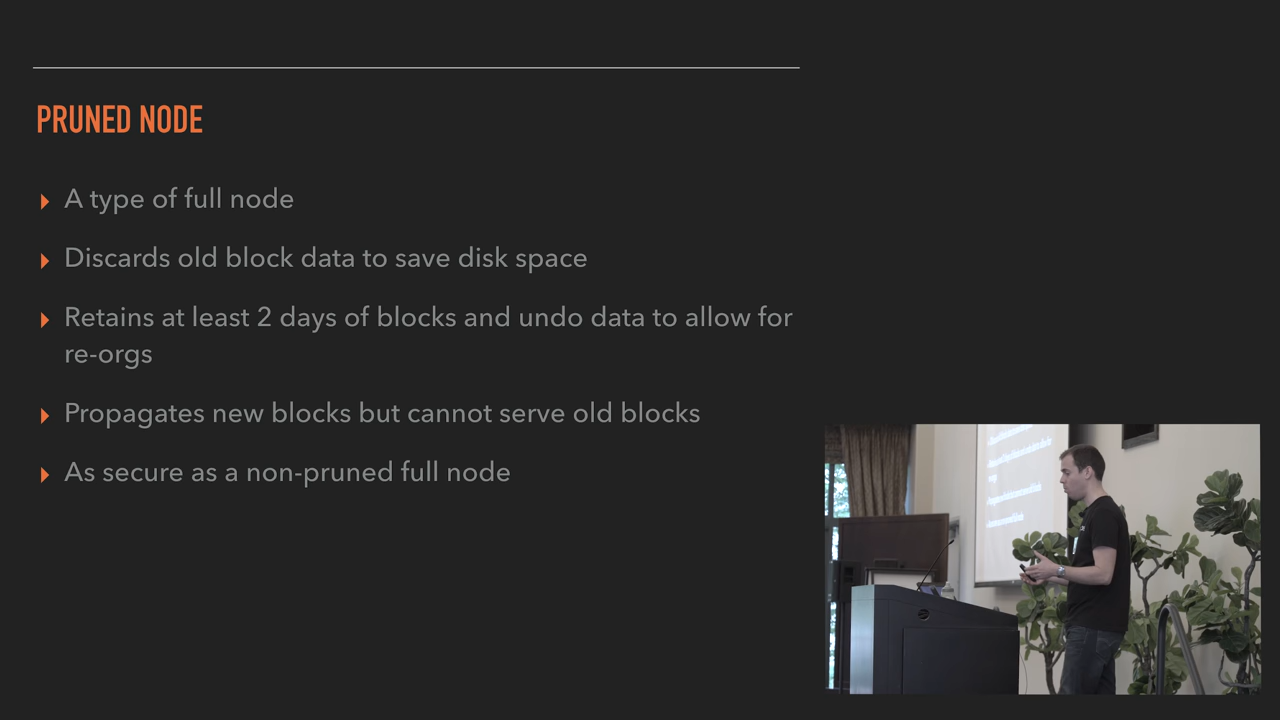 PRUNED NODE
A type of full node
Discards old block data to save disk space
Retains at least 2 days of blocks and undo data to allow for
re-orgs
Propagates new blocks but cannot serve old blocks
As secure as a non-pruned full node